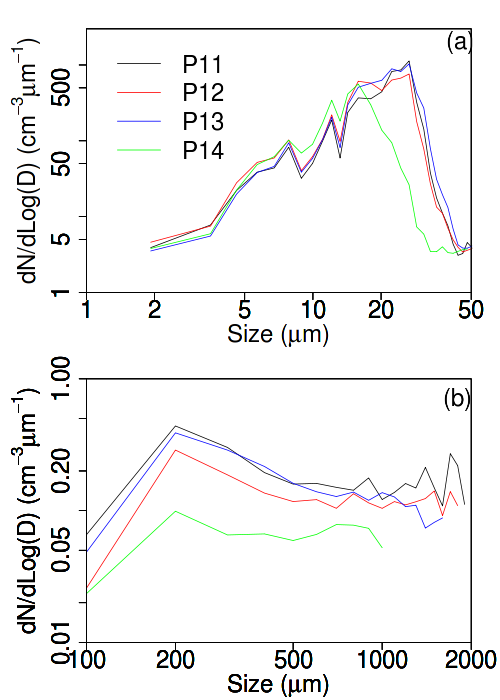 (a)
P11
P12
P13
P14
dN/dLog(D) (cm⁻³μm⁻¹)
500
50
5
1
1 2 5 10 20 50
Size (μm)
(b)
dN/dLog(D) (cm⁻³μm⁻¹)
1.00
0.20
0.05
0.01
100 200 500 1000 2000
Size (μm)